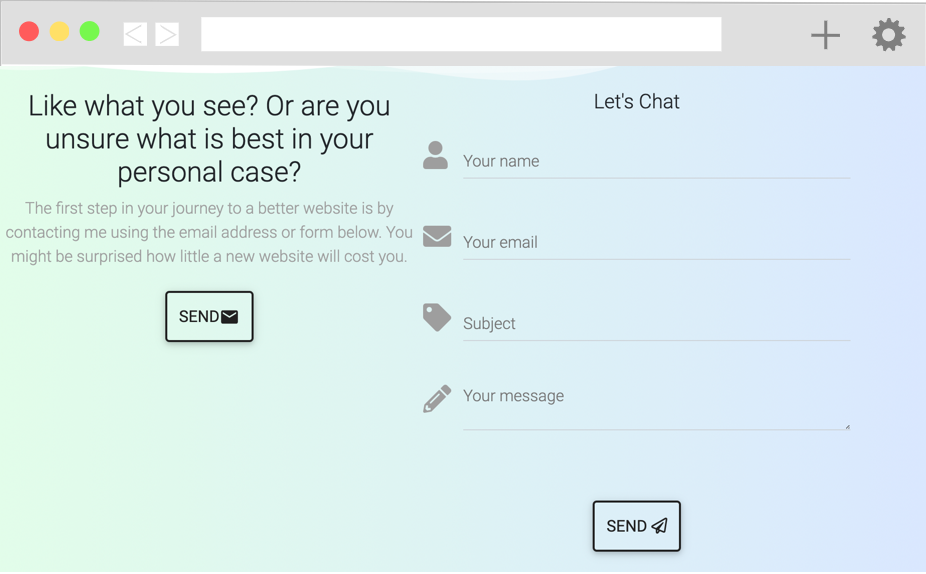 Like what you see? Or are you
unsure what is best in your
personal case?
The first step in your journey to a better website is by
contacting me using the email address or form below. You
might be surprised how little a new website will cost you.
SEND
Let's Chat
Your name
Your email
Subject
Your message
SEND